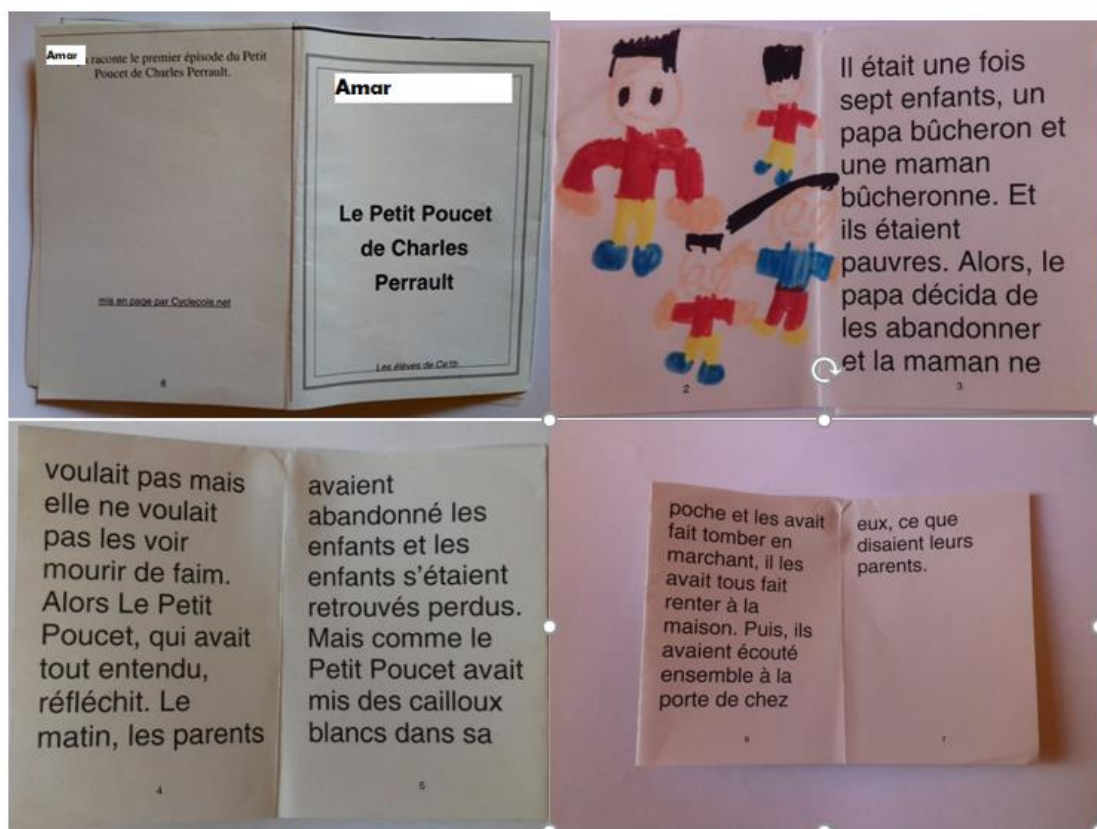 Amar raconte le premier épisode du Petit
Poucet de Charles Perrault.
mis en page par Cyclecole.net
8
Amar
Le Petit Poucet
de Charles
Perrault
Les élèves de
2
Il était une fois
sept enfants, un
papa bûcheron et
une maman
bûcheronne. Et
ils étaient
pauvres. Alors, le
papa décida de
les abandonner
et la maman ne
3
voulait pas mais
elle ne voulait
pas les voir
mourir de faim.
Alors Le Petit
Poucet, qui avait
tout entendu,
réfléchit. Le
matin, les parents
4
avaient
abandonné les
enfants et les
enfants s'étaient
retrouvés perdus.
Mais comme le
Petit Poucet avait
mis des cailloux
blancs dans sa
5
poche et les avait
fait tomber en
marchant, il les
avait tous fait
renter à la
maison. Puis, ils
avaient écouté
ensemble à la
porte de chez
6
eux, ce que
disaient leurs
parents.
7